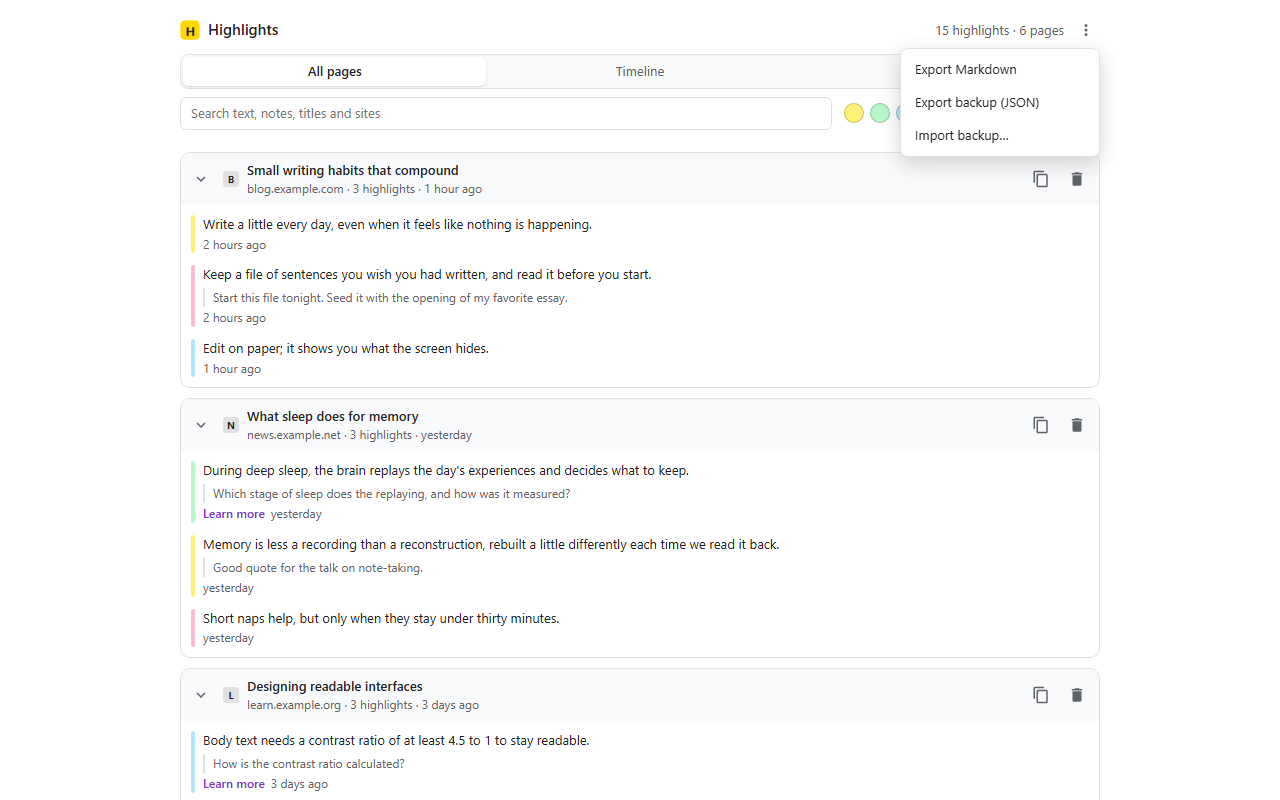 H Highlights
15 highlights · 6 pages
All pages
Timeline
Export Markdown
Export backup (JSON)
Import backup...
Search text, notes, titles and sites
B
Small writing habits that compound
blog.example.com · 3 highlights · 1 hour ago
Write a little every day, even when it feels like nothing is happening.
2 hours ago
Keep a file of sentences you wish you had written, and read it before you start.
Start this file tonight. Seed it with the opening of my favorite essay.
2 hours ago
Edit on paper; it shows you what the screen hides.
1 hour ago
N
What sleep does for memory
news.example.net · 3 highlights · yesterday
During deep sleep, the brain replays the day's experiences and decides what to keep.
Which stage of sleep does the replaying, and how was it measured?
Learn more yesterday
Memory is less a recording than a reconstruction, rebuilt a little differently each time we read it back.
Good quote for the talk on note-taking.
yesterday
Short naps help, but only when they stay under thirty minutes.
yesterday
L
Designing readable interfaces
learn.example.org · 3 highlights · 3 days ago
Body text needs a contrast ratio of at least 4.5 to 1 to stay readable.
How is the contrast ratio calculated?
Learn more 3 days ago